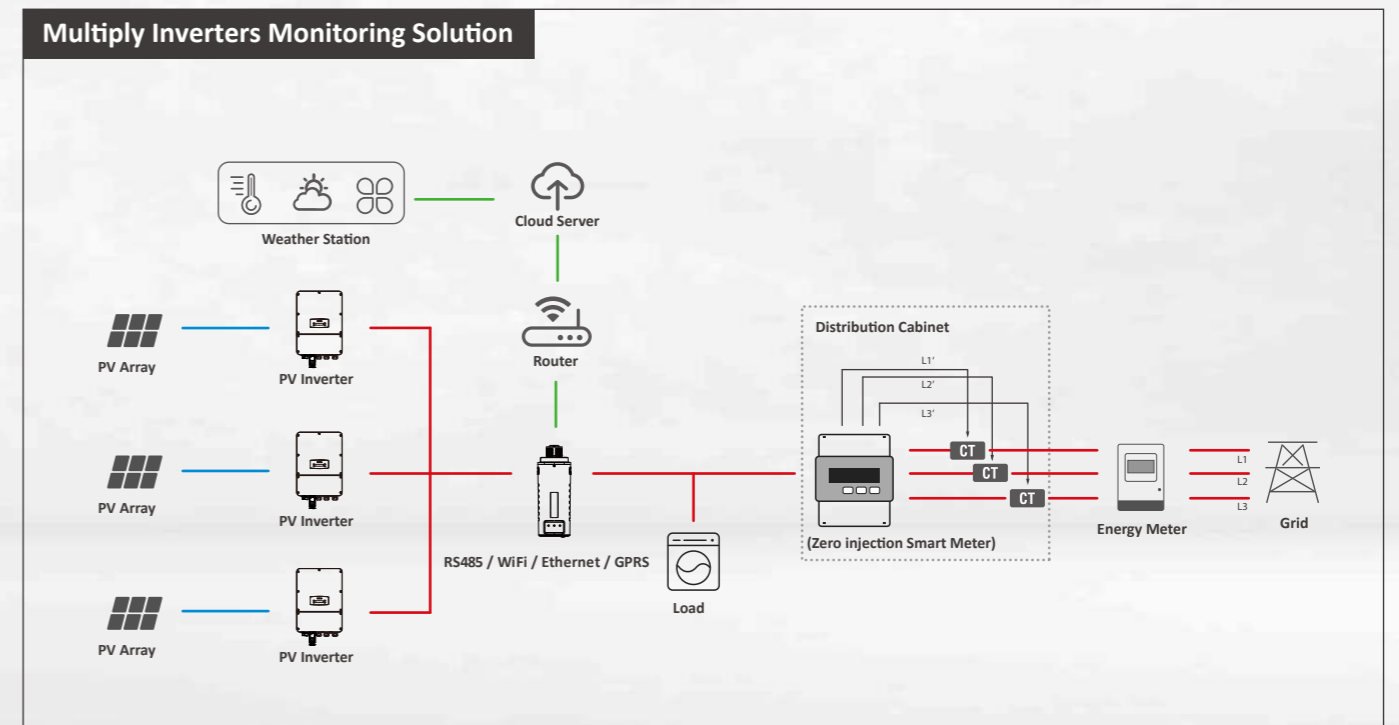 Multiply Inverters Monitoring Solution
Weather Station
Cloud Server
Router
PV Array
PV Inverter
PV Array
PV Inverter
PV Array
PV Inverter
RS485 / WiFi / Ethernet / GPRS
Load
Distribution Cabinet
L1'
L2'
L3'
CT
CT
CT
(Zero injection Smart Meter)
Energy Meter
L1
L2
L3
Grid